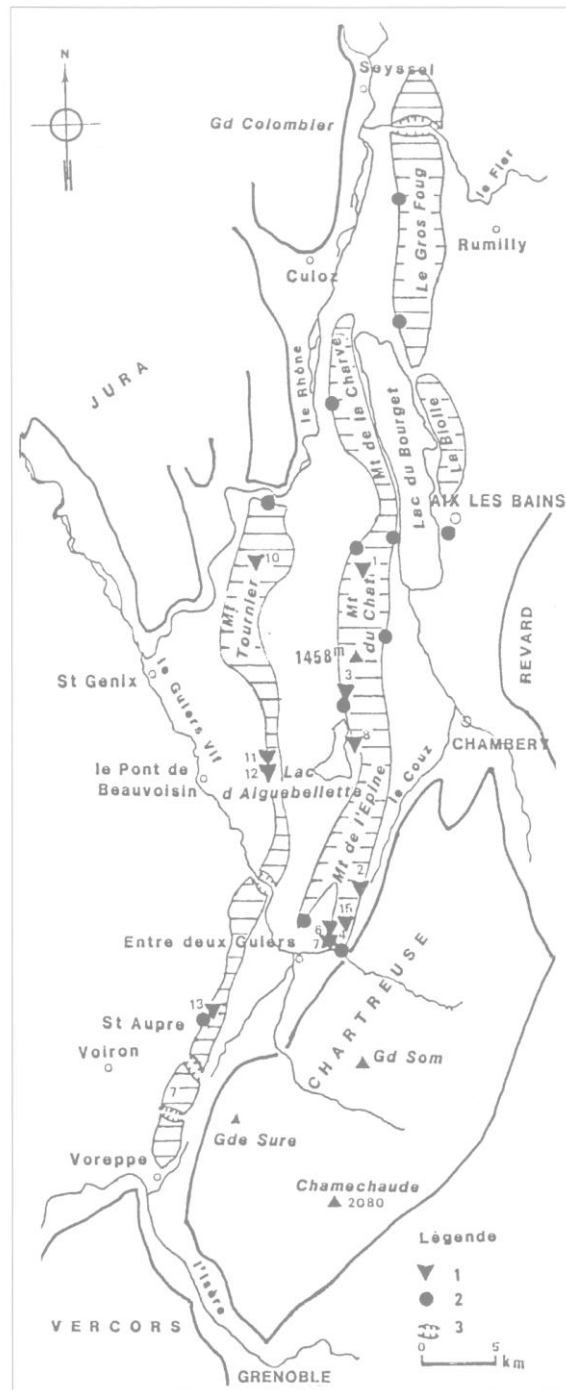 N
Seyssel
Gd Colombier
le Fier
Le Gros Foug
Rumilly
Culoz
JURA
le Rhône
Mt de la Charve
Lac du Bourget
La Biolle
AIX LES BAINS
10
Mt Tournier
1
Mt du Chat
1458m
REVARD
3
St Genix
le Guiers Vif
8
CHAMBERY
11
12
Lac
d Aiguebellette
le Pont de
Beauvoisin
le Couz
Mt de l'Epine
2
15
6
4
7
Entre deux Guiers
CHARTREUSE
13
St Aupre
Voiron
Gd Som
7
Gde Sure
Voreppe
Chamechaude
2080
Légende
1
2
3
l'Isère
VERCORS
0 5
km
GRENOBLE